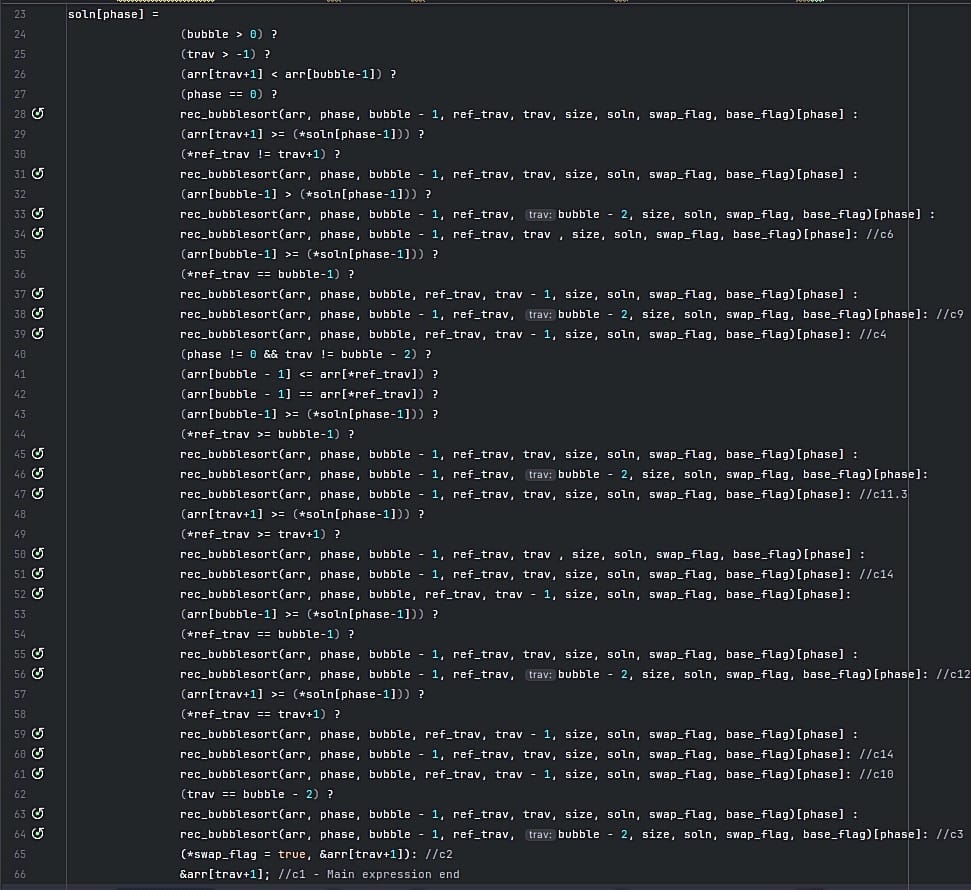 23 soln[phase] =
24 (bubble > 0) ?
25 (trav > -1) ?
26 (arr[trav+1] < arr[bubble-1]) ?
27 (phase == 0) ?
28 rec_bubblesort(arr, phase, bubble - 1, ref_trav, trav, size, soln, swap_flag, base_flag)[phase] :
29 (arr[trav+1] >= (*soln[phase-1])) ?
30 (*ref_trav != trav+1) ?
31 rec_bubblesort(arr, phase, bubble - 1, ref_trav, trav, size, soln, swap_flag, base_flag)[phase] :
32 (arr[bubble-1] > (*soln[phase-1])) ?
33 rec_bubblesort(arr, phase, bubble - 1, ref_trav, trav: bubble - 2, size, soln, swap_flag, base_flag)[phase] :
34 rec_bubblesort(arr, phase, bubble - 1, ref_trav, trav , size, soln, swap_flag, base_flag)[phase]: //c6
35 (arr[bubble-1] >= (*soln[phase-1])) ?
36 (*ref_trav == bubble-1) ?
37 rec_bubblesort(arr, phase, bubble, ref_trav, trav - 1, size, soln, swap_flag, base_flag)[phase] :
38 rec_bubblesort(arr, phase, bubble - 1, ref_trav, trav: bubble - 2, size, soln, swap_flag, base_flag)[phase]: //c9
39 rec_bubblesort(arr, phase, bubble, ref_trav, trav - 1, size, soln, swap_flag, base_flag)[phase]: //c4
40 (phase != 0 && trav != bubble - 2) ?
41 (arr[bubble - 1] <= arr[*ref_trav]) ?
42 (arr[bubble - 1] == arr[*ref_trav]) ?
43 (arr[bubble-1] >= (*soln[phase-1])) ?
44 (*ref_trav >= bubble-1) ?
45 rec_bubblesort(arr, phase, bubble - 1, ref_trav, trav, size, soln, swap_flag, base_flag)[phase] :
46 rec_bubblesort(arr, phase, bubble - 1, ref_trav, trav: bubble - 2, size, soln, swap_flag, base_flag)[phase]:
47 rec_bubblesort(arr, phase, bubble - 1, ref_trav, trav, size, soln, swap_flag, base_flag)[phase]: //c11.3
48 (arr[trav+1] >= (*soln[phase-1])) ?
49 (*ref_trav >= trav+1) ?
50 rec_bubblesort(arr, phase, bubble - 1, ref_trav, trav , size, soln, swap_flag, base_flag)[phase] :
51 rec_bubblesort(arr, phase, bubble - 1, ref_trav, trav, size, soln, swap_flag, base_flag)[phase]: //c14
52 rec_bubblesort(arr, phase, bubble, ref_trav, trav - 1, size, soln, swap_flag, base_flag)[phase]:
53 (arr[bubble-1] >= (*soln[phase-1])) ?
54 (*ref_trav == bubble-1) ?
55 rec_bubblesort(arr, phase, bubble - 1, ref_trav, trav, size, soln, swap_flag, base_flag)[phase] :
56 rec_bubblesort(arr, phase, bubble - 1, ref_trav, trav: bubble - 2, size, soln, swap_flag, base_flag)[phase]: //c12
57 (arr[trav+1] >= (*soln[phase-1])) ?
58 (*ref_trav == trav+1) ?
59 rec_bubblesort(arr, phase, bubble, ref_trav, trav - 1, size, soln, swap_flag, base_flag)[phase] :
60 rec_bubblesort(arr, phase, bubble - 1, ref_trav, trav, size, soln, swap_flag, base_flag)[phase]: //c14
61 rec_bubblesort(arr, phase, bubble, ref_trav, trav - 1, size, soln, swap_flag, base_flag)[phase]: //c10
62 (trav == bubble - 2) ?
63 rec_bubblesort(arr, phase, bubble - 1, ref_trav, trav, size, soln, swap_flag, base_flag)[phase] :
64 rec_bubblesort(arr, phase, bubble - 1, ref_trav, trav: bubble - 2, size, soln, swap_flag, base_flag)[phase]: //c3
65 (*swap_flag = true, &arr[trav+1]): //c2
66 &arr[trav+1]; //c1 - Main expression end